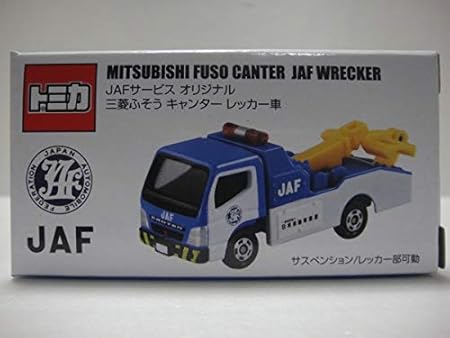 トミカ
MITSUBISHI FUSO CANTER JAF WRECKER
JAFサービス オリジナル
三菱ふそう キャンター レッカー車
JAPAN AUTOMOBILE FEDERATION
JAF
JAF
JAF
CANTER
サスペンション/レッカー部可動